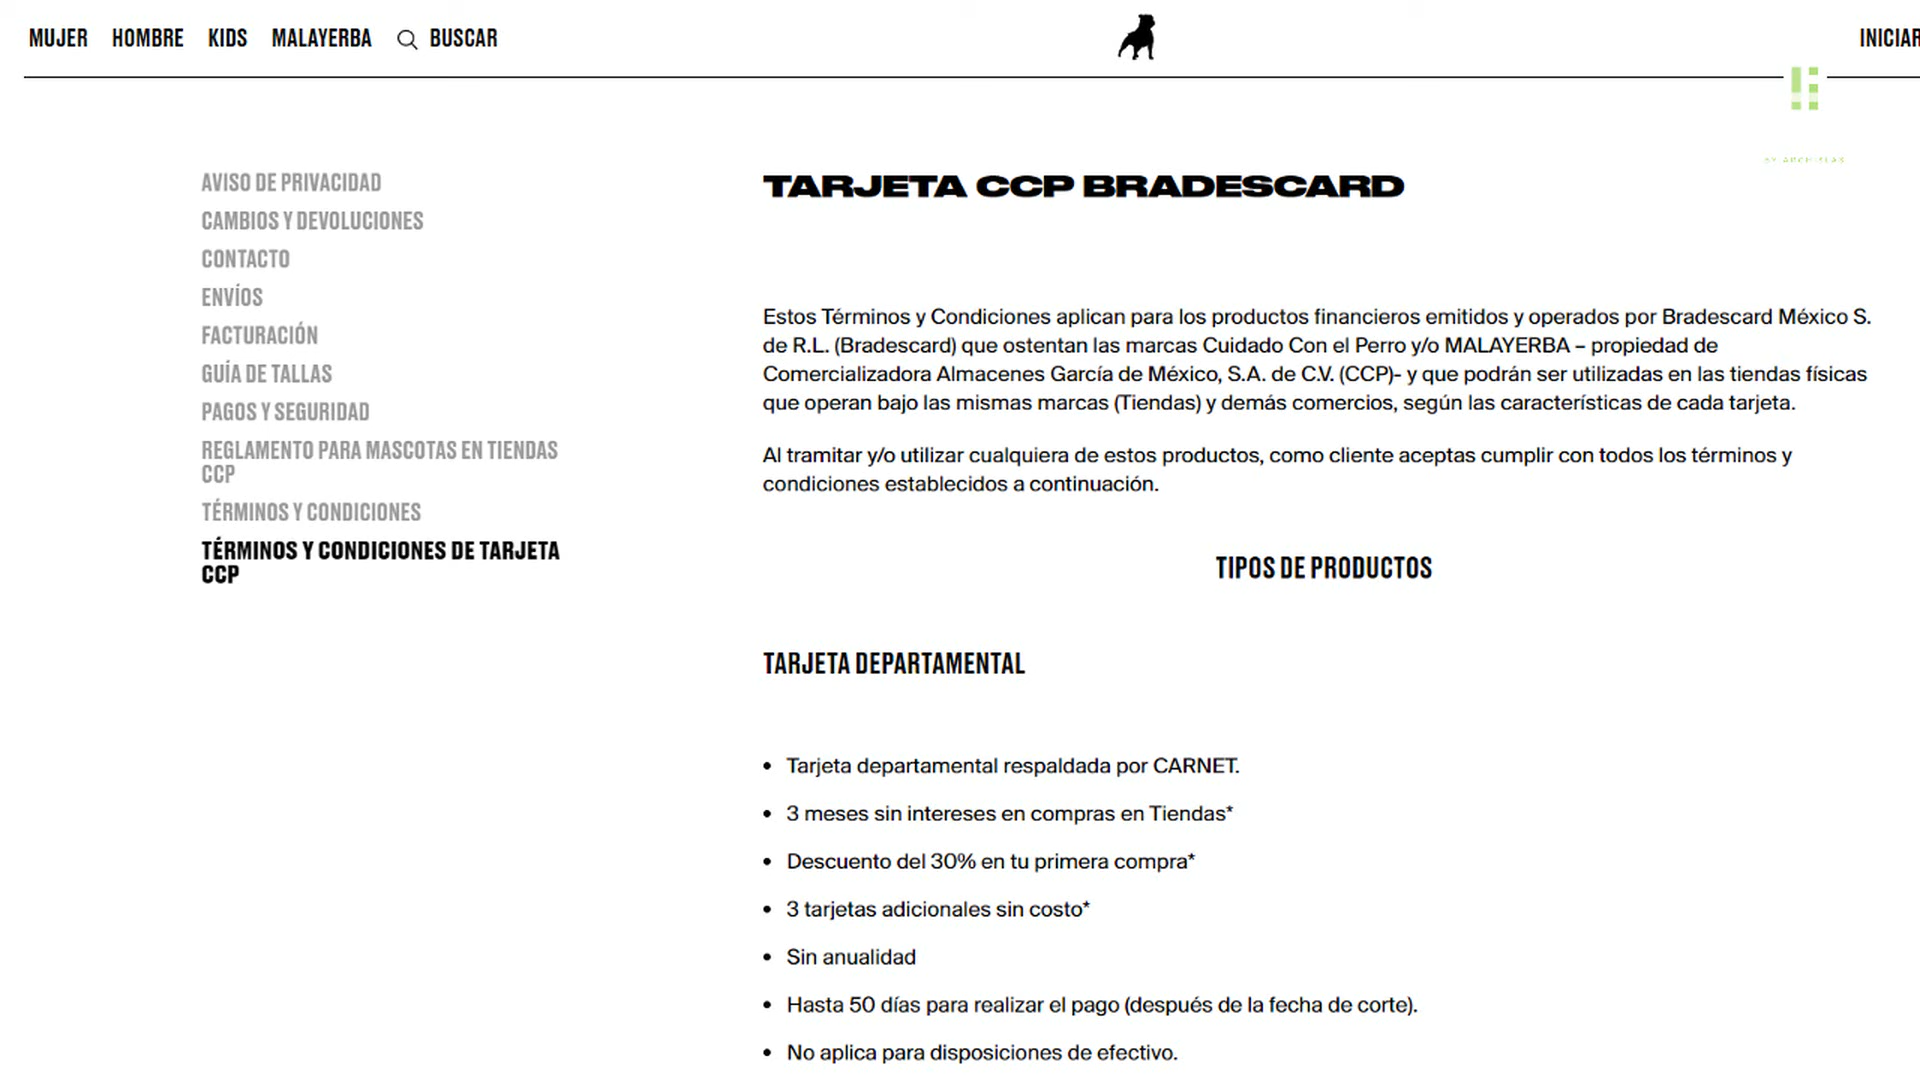 MUJER HOMBRE KIDS MALAYERBA BUSCAR INICIAR
AVISO DE PRIVACIDAD
CAMBIOS Y DEVOLUCIONES
CONTACTO
ENVÍOS
FACTURACIÓN
GUÍA DE TALLAS
PAGOS Y SEGURIDAD
REGLAMENTO PARA MASCOTAS EN TIENDAS
CCP
TÉRMINOS Y CONDICIONES
TÉRMINOS Y CONDICIONES DE TARJETA
CCP
TARJETA CCP BRADESCARD
Estos Términos y Condiciones aplican para los productos financieros emitidos y operados por Bradescard México S.
de R.L. (Bradescard) que ostentan las marcas Cuidado Con el Perro y/o MALAYERBA – propiedad de
Comercializadora Almacenes García de México, S.A. de C.V. (CCP)- y que podrán ser utilizadas en las tiendas físicas
que operan bajo las mismas marcas (Tiendas) y demás comercios, según las características de cada tarjeta.
Al tramitar y/o utilizar cualquiera de estos productos, como cliente aceptas cumplir con todos los términos y
condiciones establecidos a continuación.
TIPOS DE PRODUCTOS
TARJETA DEPARTAMENTAL
• Tarjeta departamental respaldada por CARNET.
• 3 meses sin intereses en compras en Tiendas*
• Descuento del 30% en tu primera compra*
• 3 tarjetas adicionales sin costo*
• Sin anualidad
• Hasta 50 días para realizar el pago (después de la fecha de corte).
• No aplica para disposiciones de efectivo.